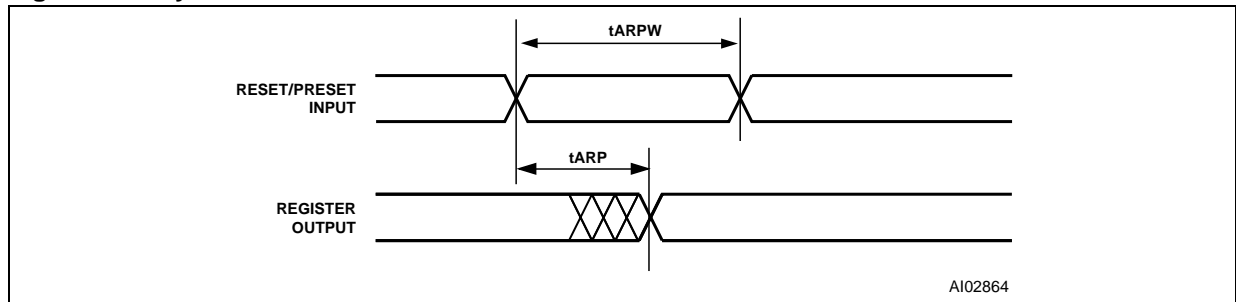 tARPW
RESET/PRESET
INPUT
tARP
REGISTER
OUTPUT
AI02864